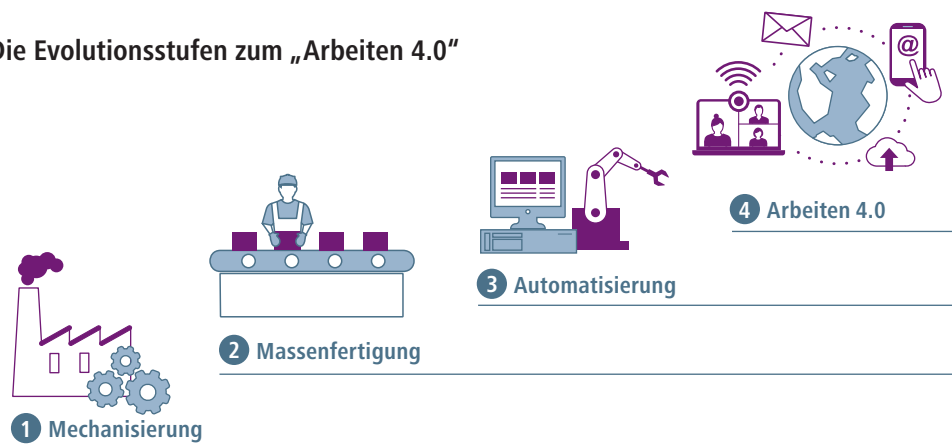 Die Evolutionsstufen zum „Arbeiten 4.0“
@
4 Arbeiten 4.0
3 Automatisierung
2 Massenfertigung
1 Mechanisierung